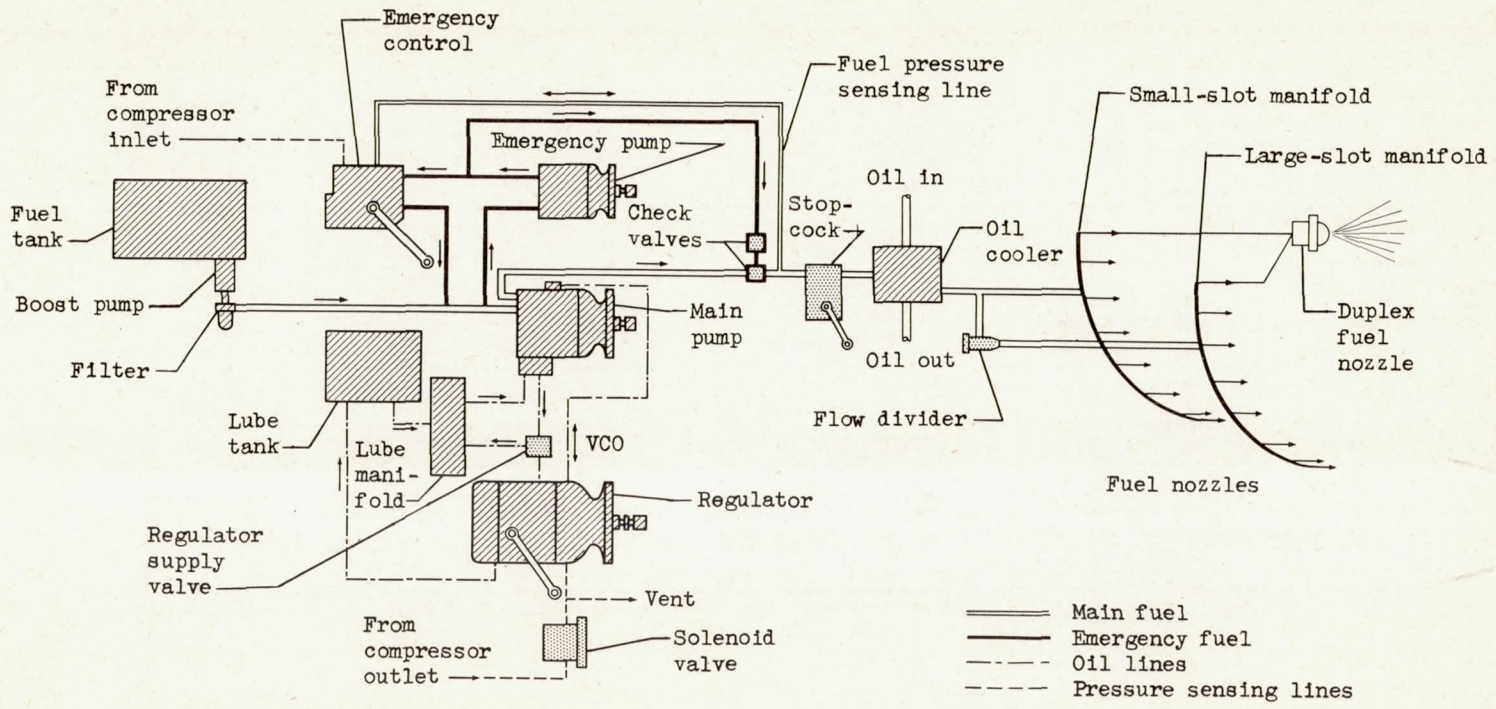 Emergency
control
From
compressor
inlet
Fuel pressure
sensing line
Small-slot manifold
Emergency pump
Large-slot manifold
Fuel
tank
Oil in
Check
valves
Stop-
cock
Oil
cooler
Boost pump
Main
pump
Duplex
fuel
nozzle
Filter
Oil out
Lube
tank
Flow divider
VCO
Lube
mani-
fold
Fuel nozzles
Regulator
Regulator
supply
valve
Vent
From
compressor
outlet
Solenoid
valve
Main fuel
Emergency fuel
Oil lines
Pressure sensing lines